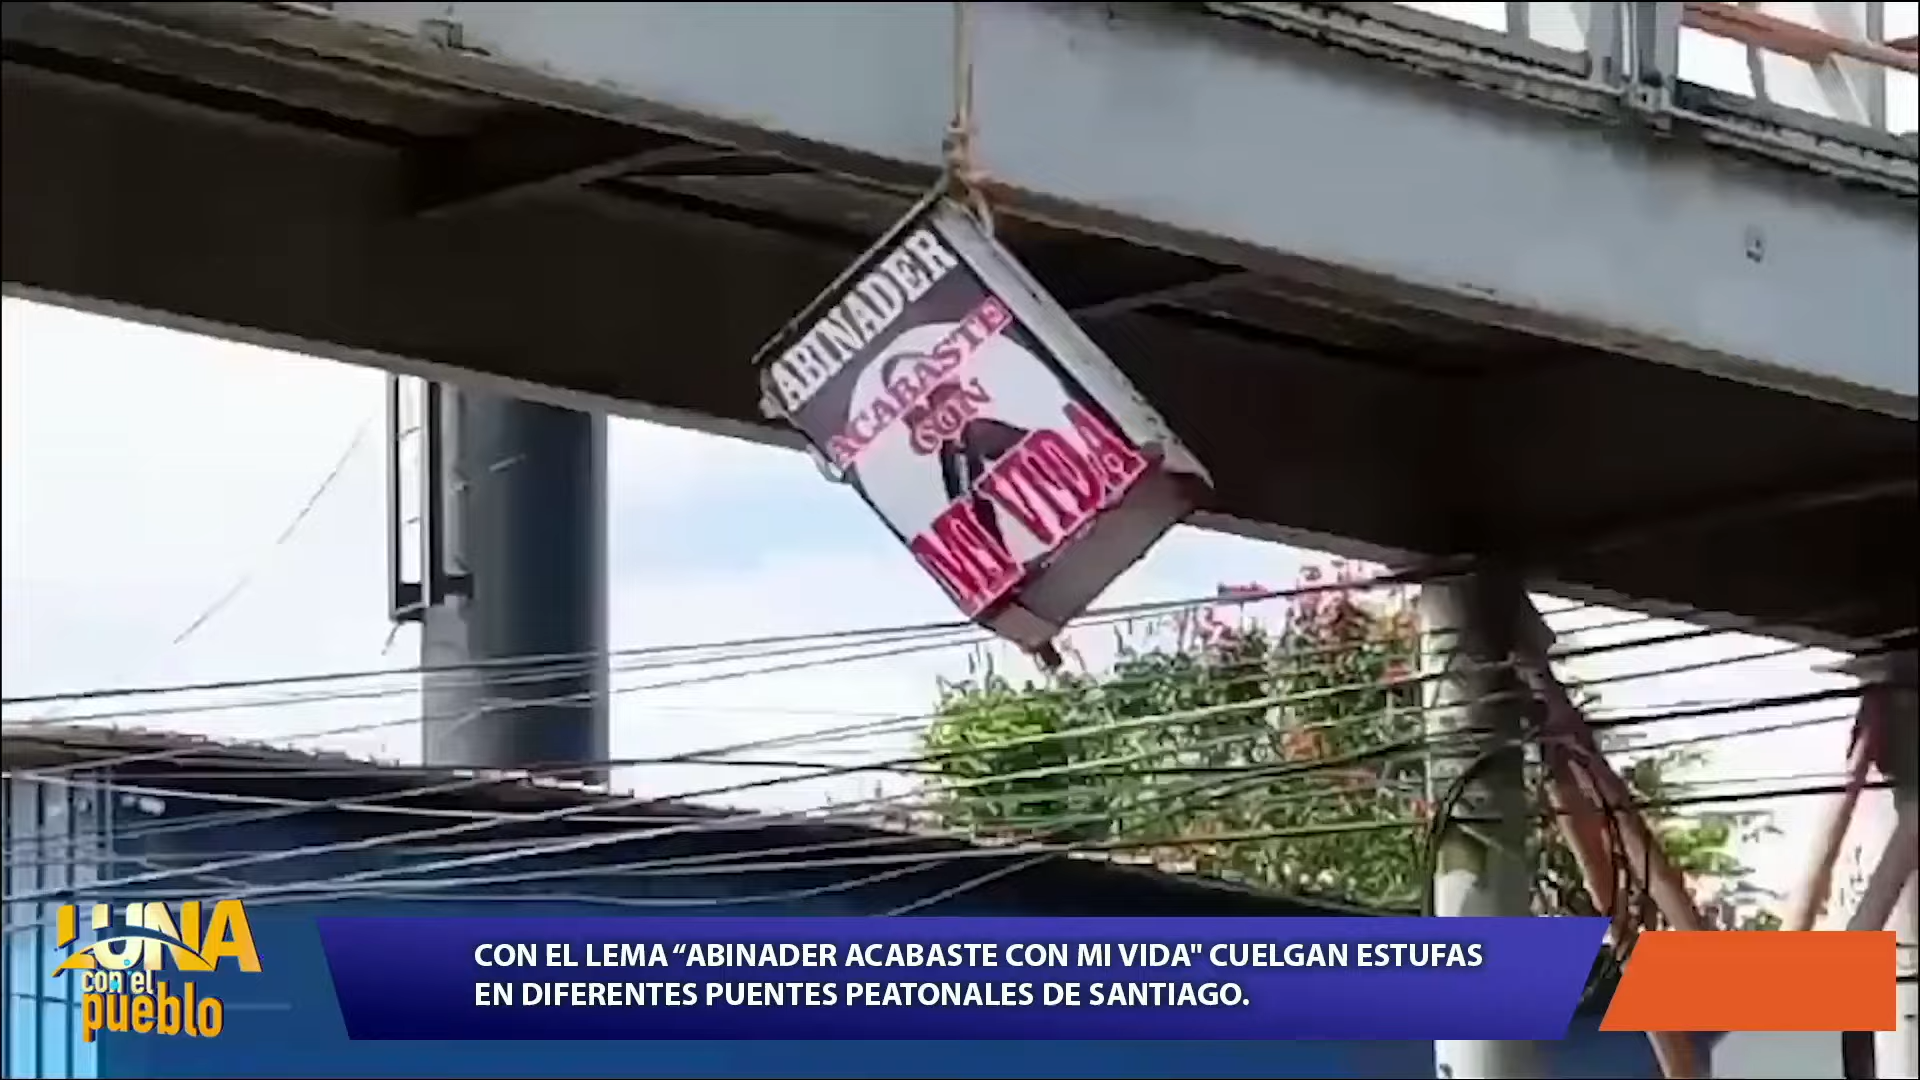 ABINADER
ACABASTE
CON
MI VIDA
LUNA
con el
pueblo
CON EL LEMA “ABINADER ACABASTE CON MI VIDA" CUELGAN ESTUFAS
EN DIFERENTES PUENTES PEATONALES DE SANTIAGO.